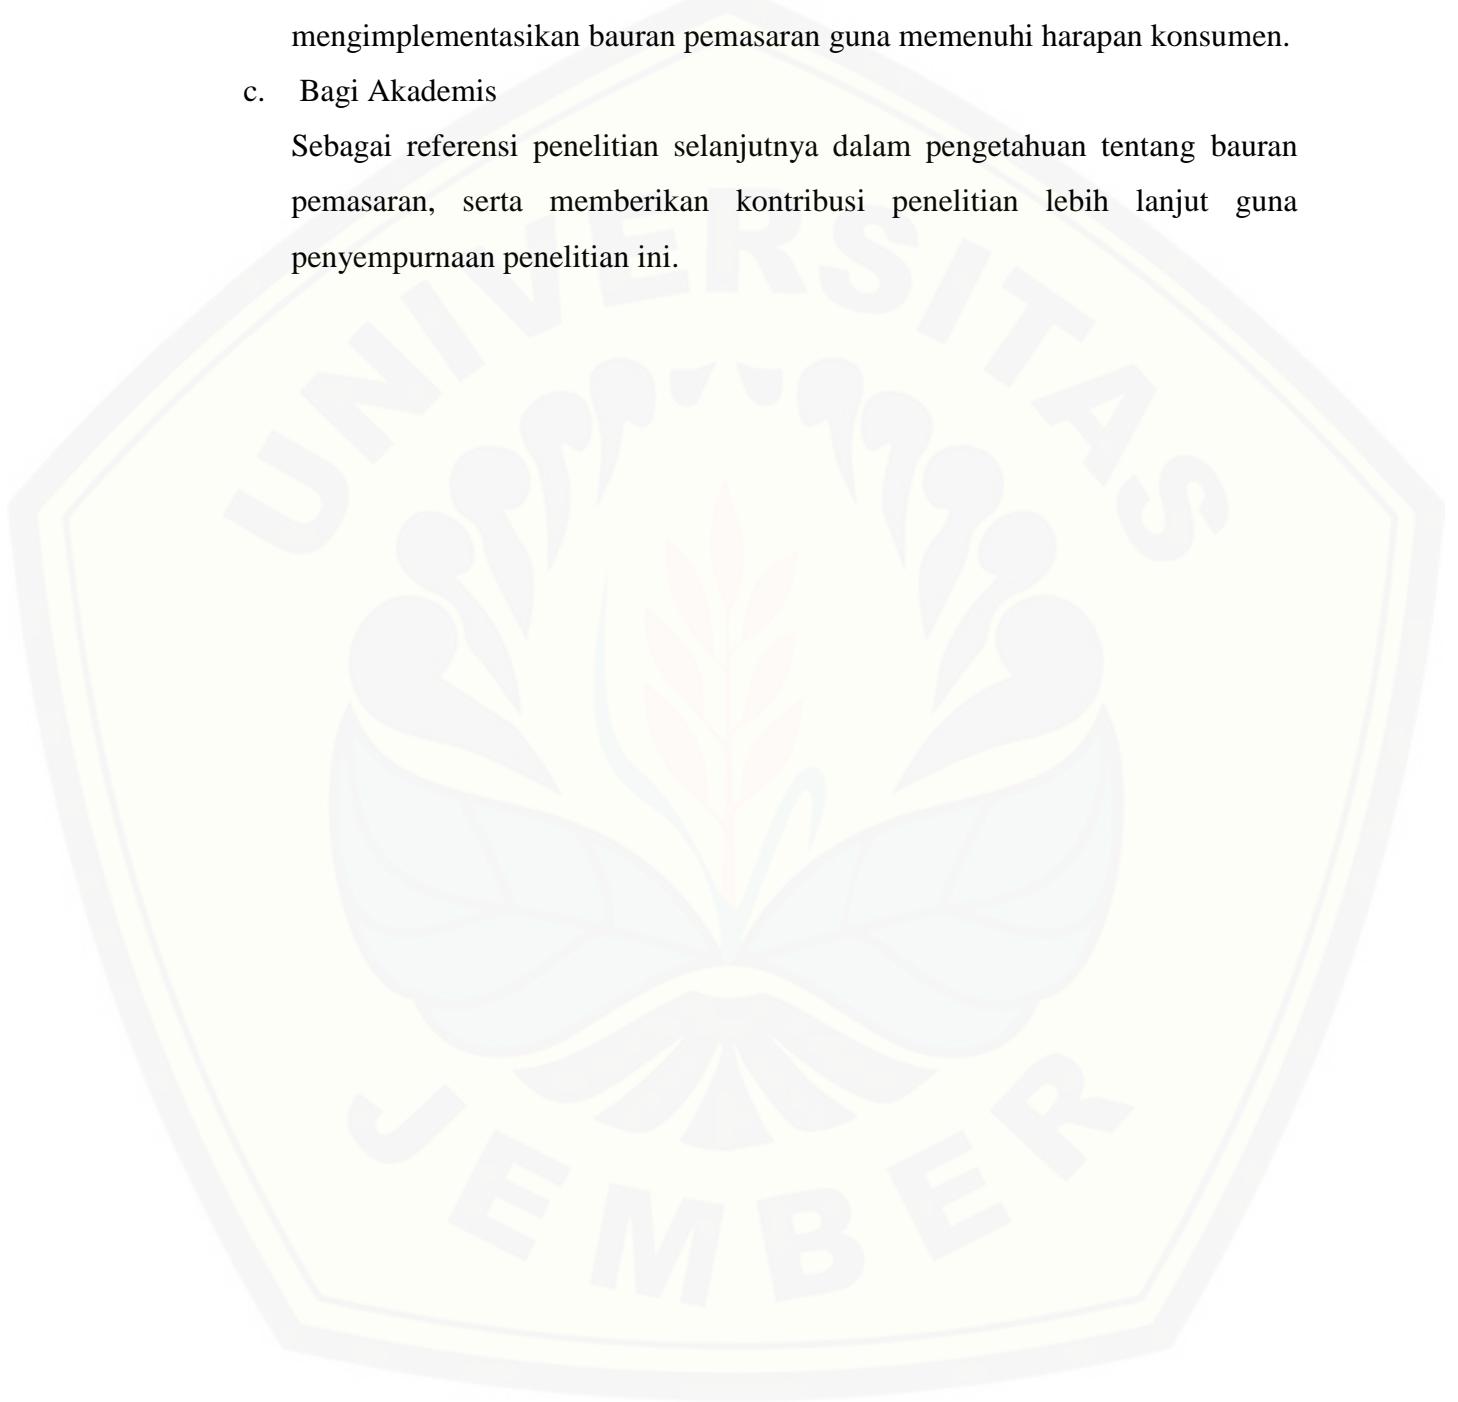 mengimplementasikan bauran pemasaran guna memenuhi harapan konsumen.
c. Bagi Akademis
Sebagai referensi penelitian selanjutnya dalam pengetahuan tentang bauran
pemasaran, serta memberikan kontribusi penelitian lebih lanjut guna
penyempurnaan penelitian ini.
UNIVERSITAS
JEMBER